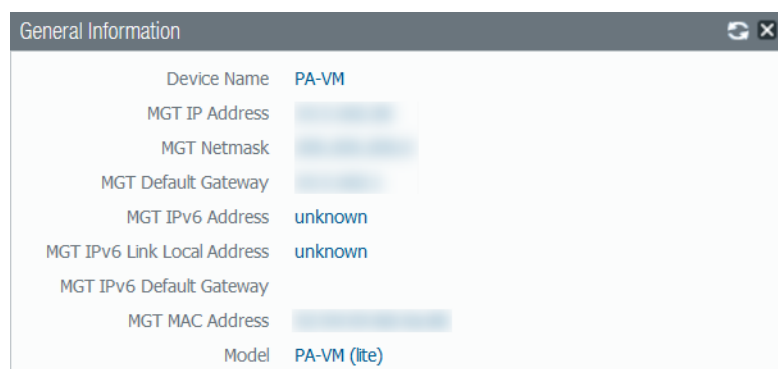 General Information
Device Name PA-VM
MGT IP Address
MGT Netmask
MGT Default Gateway
MGT IPv6 Address unknown
MGT IPv6 Link Local Address unknown
MGT IPv6 Default Gateway
MGT MAC Address
Model PA-VM (lite)